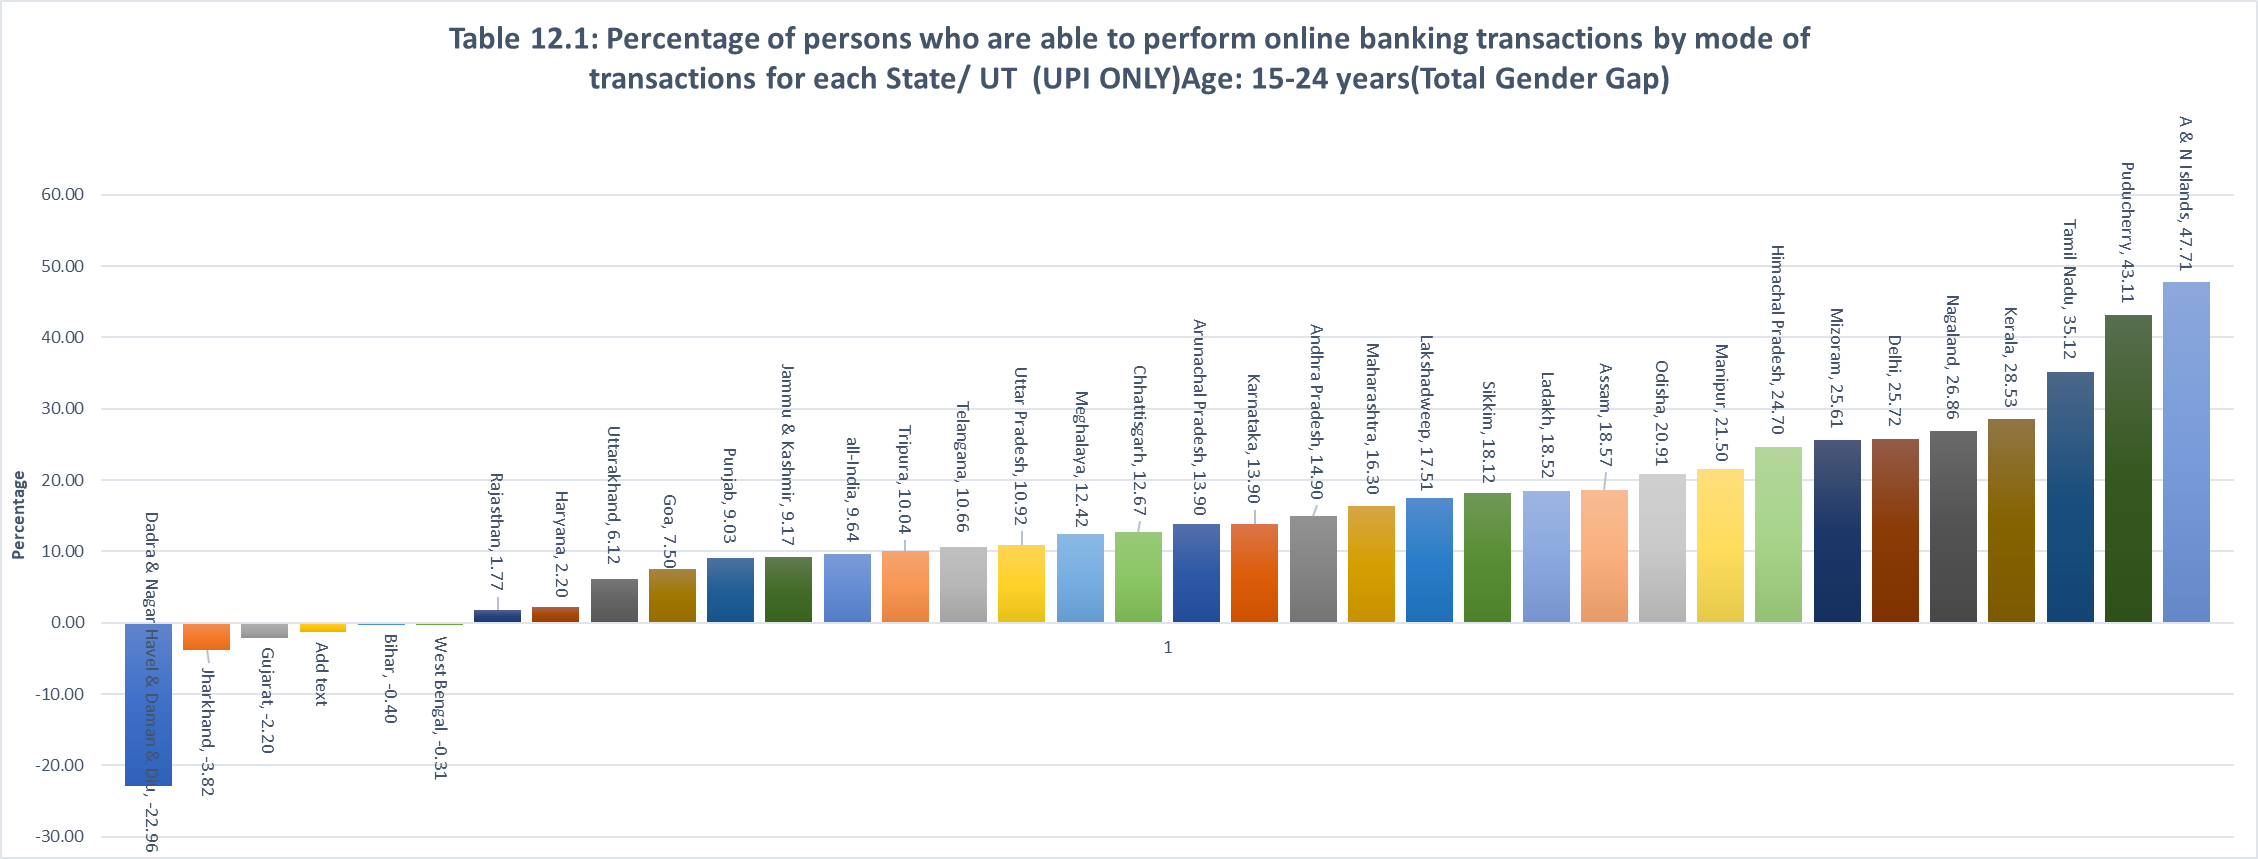 Table 12.1: Percentage of persons who are able to perform online banking transactions by mode of
transactions for each State/ UT  (UPI ONLY)Age: 15-24 years(Total Gender Gap)
Percentage
60.00
50.00
40.00
30.00
20.00
10.00
0.00
-10.00
-20.00
-30.00
Dadra & Nagar Havel & Daman & DIu, -22.96
Jharkhand, -3.82
Gujarat, -2.20
Add text
Bihar, -0.40
West Bengal, -0.31
Rajasthan, 1.77
Haryana, 2.20
Uttarakhand, 6.12
Goa, 7.50
Punjab, 9.03
Jammu & Kashmir, 9.17
all-India, 9.64
Tripura, 10.04
Telangana, 10.66
Uttar Pradesh, 10.92
Meghalaya, 12.42
Chhattisgarh, 12.67
Arunachal Pradesh, 13.90
Karnataka, 13.90
Andhra Pradesh, 14.90
Maharashtra, 16.30
Lakshadweep, 17.51
Sikkim, 18.12
Ladakh, 18.52
Assam, 18.57
Odisha, 20.91
Manipur, 21.50
Himachal Pradesh, 24.70
Mizoram, 25.61
Delhi, 25.72
Nagaland, 26.86
Kerala, 28.53
Tamil Nadu, 35.12
Puducherry, 43.11
A & N Islands, 47.71
1